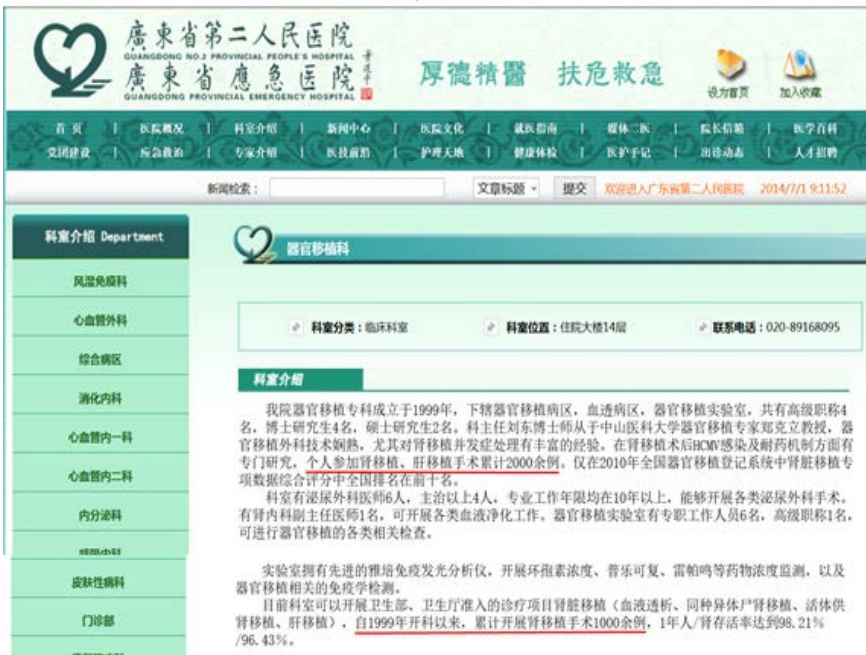 廣東省第二人民医院
GUANGDONG NO.2 PROVINCIAL PEOPLE'S HOSPITAL
廣東省應急医院
GUANGDONG PROVINCIAL EMERGENCY HOSPITAL
厚德精醫 扶危救急
设为首页 加入收藏
首 页 | 医院概况 | 科室介绍 | 新闻中心 | 医院文化 | 就医指南 | 媒体二医 | 院长信箱 | 医学百科
党团建设 | 应急救治 | 专家介绍 | 医技前沿 | 护理天地 | 健康体检 | 医护手记 | 出诊动态 | 人才招聘
新闻检索： 文章标题 提交 欢迎进入广东省第二人民医院 2014/7/1 9:11:52
科室介绍 Department
风湿免疫科
心血管外科
综合病区
消化内科
心血管内一科
心血管内二科
内分泌科
呼吸内科
皮肤性病科
门诊部
器官移植科
科室分类：临床科室 科室位置：住院大楼14层 联系电话：020-89168095
科室介绍
我院器官移植专科成立于1999年，下辖器官移植病区，血透病区，器官移植实验室，共有高级职称4
名，博士研究生4名，硕士研究生2名。科主任刘东博士师从于中山医科大学器官移植专家郑克立教授，器
官移植外科技术娴熟，尤其对肾移植并发症处理有丰富的经验。在肾移植术后HCMV感染及耐药机制方面有
专门研究，个人参加肾移植、肝移植手术累计2000余例。仅在2010年全国器官移植登记系统中肾脏移植专
项数据综合评分中全国排名在前十名。
科室有泌尿外科医师6人，主治以上4人，专业工作年限均在10年以上，能够开展各类泌尿外科手术。
有肾内科副主任医师1名，可开展各类血液净化工作。器官移植实验室有专职工作人员6名，高级职称1名，
可进行器官移植的各类相关检查。
实验室拥有先进的雅培免疫发光分析仪，开展环孢素浓度、普乐可复、雷帕鸣等药物浓度监测，以及
器官移植相关的免疫学检测。
目前科室可以开展卫生部、卫生厅准入的诊疗项目肾脏移植（血液透析、同种异体尸肾移植、活体供
肾移植、肝移植），自1999年开科以来，累计开展肾移植手术1000余例，1年人/肾存活率达到98.21%
/96.43%。